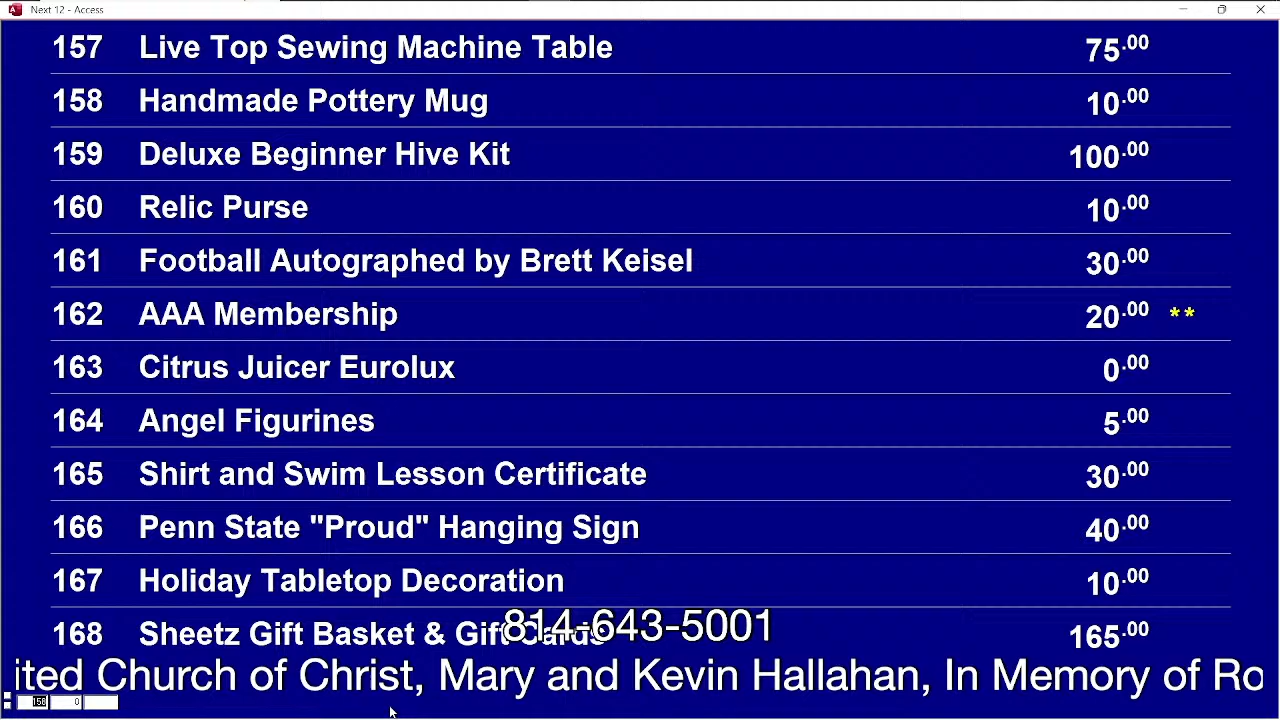 Next 12 - Access
157 Live Top Sewing Machine Table 75.00
158 Handmade Pottery Mug 10.00
159 Deluxe Beginner Hive Kit 100.00
160 Relic Purse 10.00
161 Football Autographed by Brett Keisel 30.00
162 AAA Membership 20.00 **
163 Citrus Juicer Eurolux 0.00
164 Angel Figurines 5.00
165 Shirt and Swim Lesson Certificate 30.00
166 Penn State "Proud" Hanging Sign 40.00
167 Holiday Tabletop Decoration 10.00
814-643-5001
168 Sheetz Gift Basket & Gift Cards 165.00
ited Church of Christ, Mary and Kevin Hallahan, In Memory of Ro
158 0